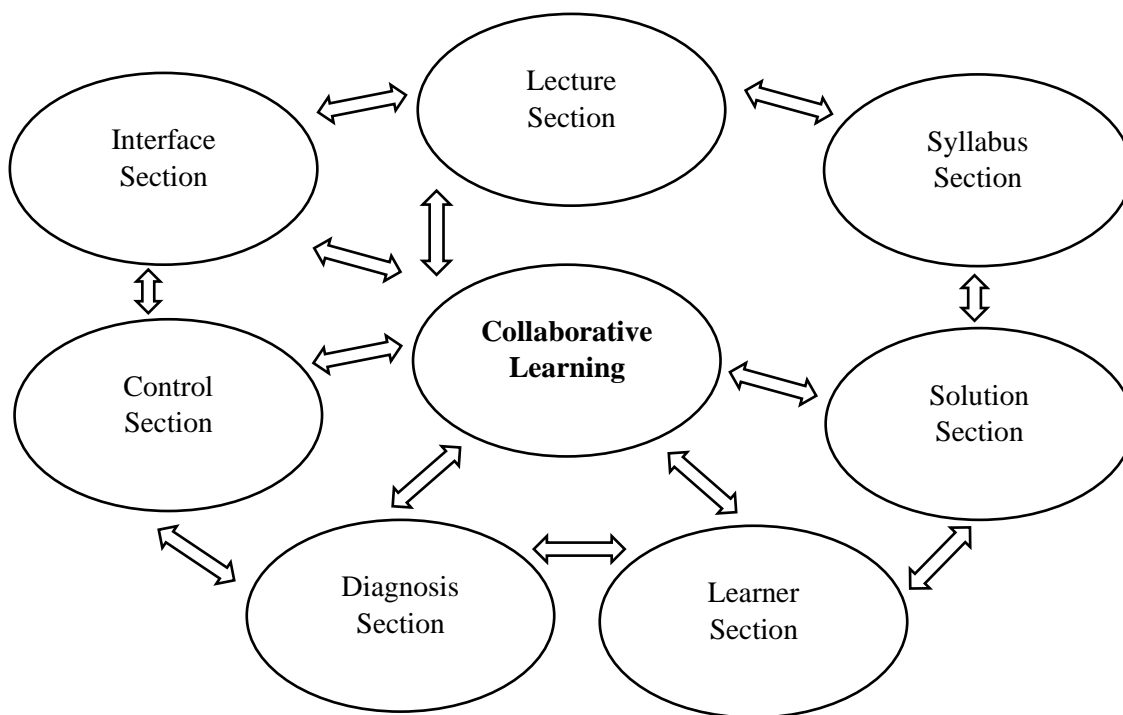 Lecture
Section
Interface
Section
Syllabus
Section
Collaborative
Learning
Control
Section
Solution
Section
Diagnosis
Section
Learner
Section